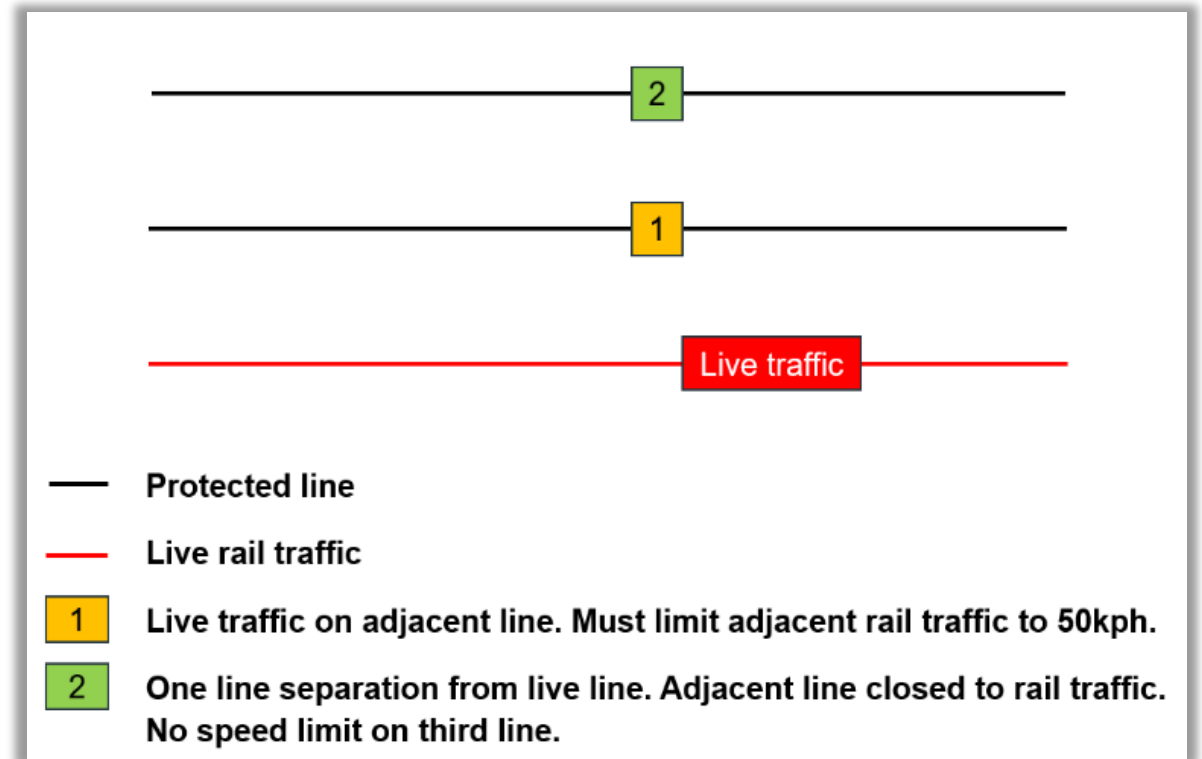 2
1
Live traffic
Protected line
Live rail traffic
1 Live traffic on adjacent line. Must limit adjacent rail traffic to 50kph.
2 One line separation from live line. Adjacent line closed to rail traffic.
No speed limit on third line.